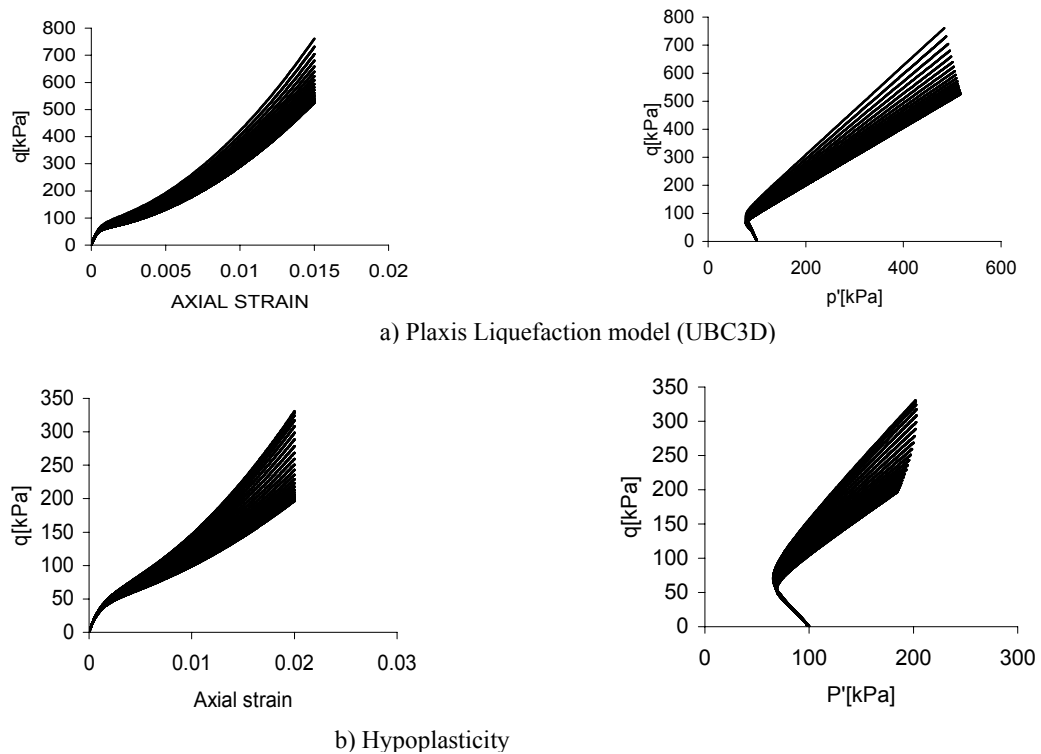 800
700
600
500
400
300
200
100
0
q[kPa]
0 0.005 0.01 0.015 0.02
AXIAL STRAIN
800
700
600
500
400
300
200
100
0
q[kPa]
0 200 400 600
p'[kPa]
a) Plaxis Liquefaction model (UBC3D)
350
300
250
200
150
100
50
0
q[kPa]
0 0.01 0.02 0.03
Axial strain
350
300
250
200
150
100
50
0
q[kPa]
0 100 200 300
P'[kPa]
b) Hypoplasticity